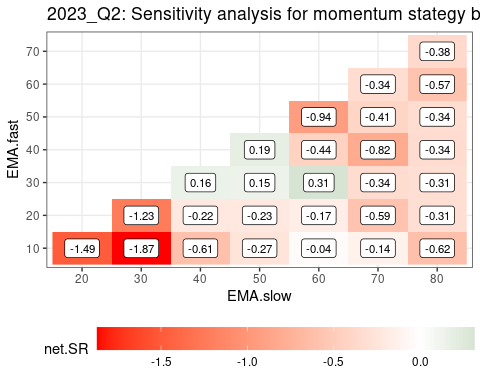 2023_Q2: Sensitivity analysis for momentum stategy b
70 -0.38
60 -0.34 -0.57
50 -0.94 -0.41 -0.34
40 0.19 -0.44 -0.82 -0.34
30 0.16 0.15 0.31 -0.34 -0.31
20 -1.23 -0.22 -0.23 -0.17 -0.59 -0.31
10 -1.49 -1.87 -0.61 -0.27 -0.04 -0.14 -0.62
EMA.fast
20 30 40 50 60 70 80
EMA.slow
net.SR
-1.5 -1.0 -0.5 0.0